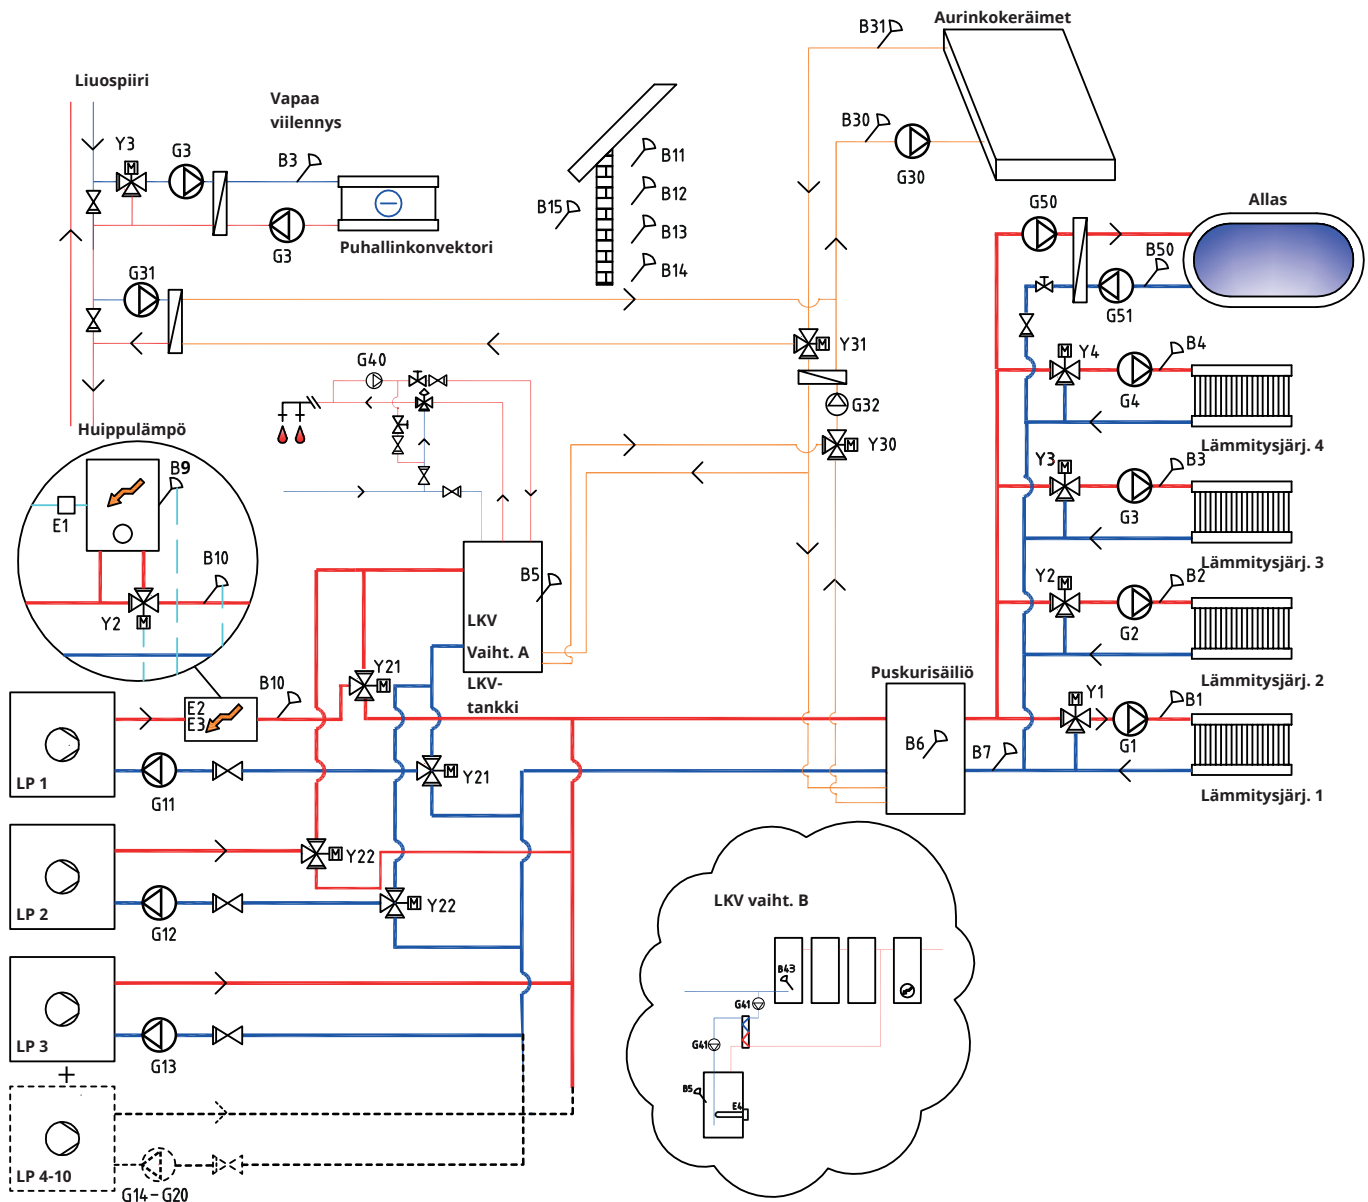 Aurinkokeräimet
B31
Liuospiiri
Vapaa
viilennys
B30
G30
Y3
M
G3
B3
B11
B12
B13
B14
B15
G3
Puhallinkonvektori
G50
Allas
B50
G51
G31
Y31
M
G40
G32
Y30
M
Y4
M
B4
G4
Lämmitysjärj. 4
Huippulämpö
B9
E1
B10
Y2
M
Y3
M
B3
G3
Lämmitysjärj. 3
B5
LKV
Vaiht. A
LKV-
tankki
Y2
M
B2
G2
Lämmitysjärj. 2
Y21
M
B10
E2
E3
Puskurisäiliö
B6
B7
Y1
M
B1
G1
Lämmitysjärj. 1
LP 1
G11
Y21
M
LP 2
G12
Y22
M
Y22
M
LP 3
G13
+
LP 4-10
G14-G20
LKV vaiht. B
B43
G41
G41
B5
E4